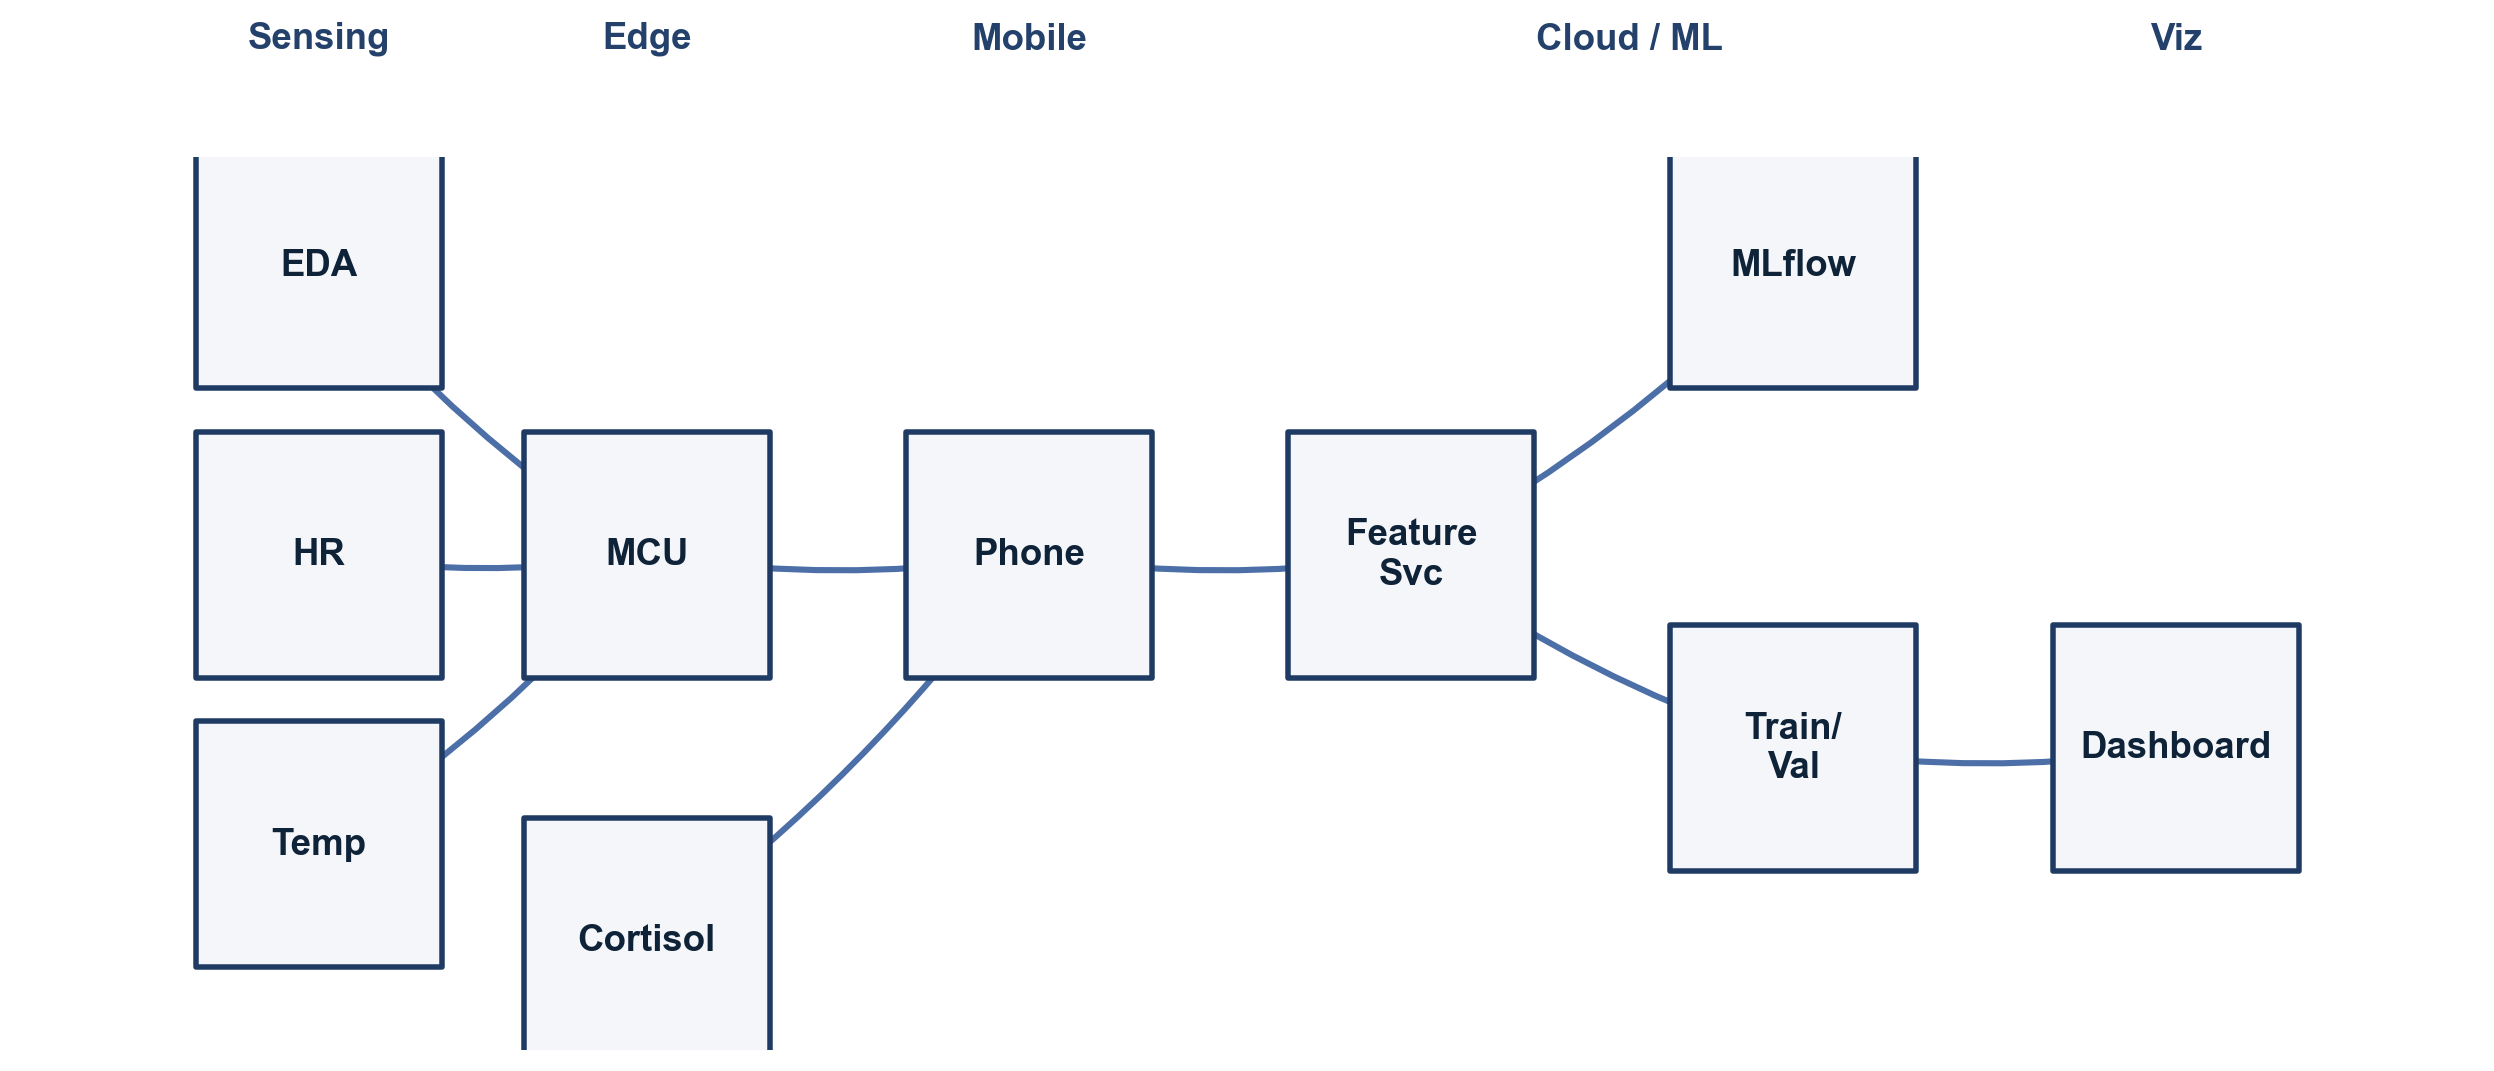 Sensing
Edge
Mobile
Cloud / ML
Viz
EDA
MLflow
HR
MCU
Phone
Feature
Svc
Train/
Val
Dashboard
Temp
Cortisol